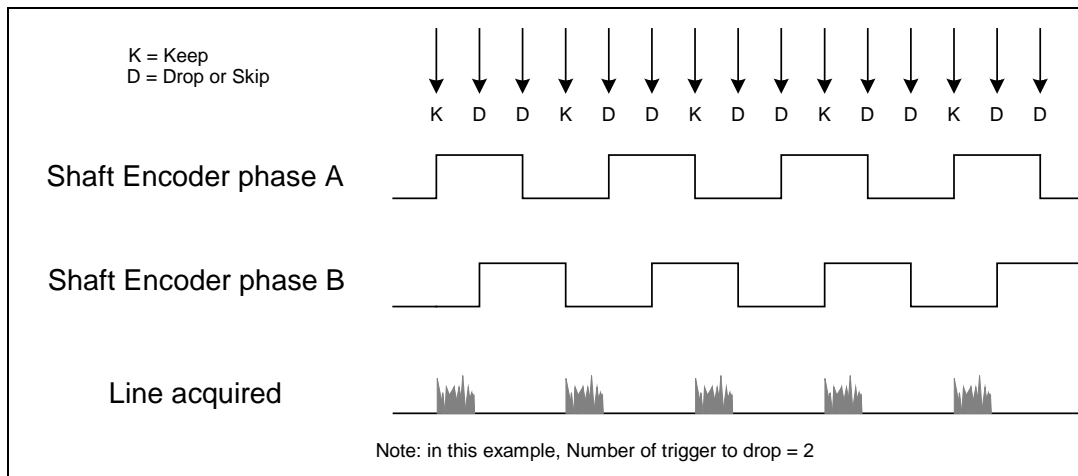 K = Keep
D = Drop or Skip
K D D K D D K D D K D D K D D
Shaft Encoder phase A
Shaft Encoder phase B
Line acquired
Note: in this example, Number of trigger to drop = 2